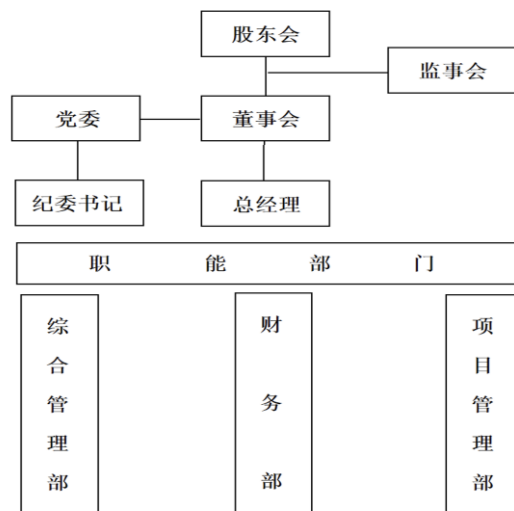 股东会
监事会
党委
董事会
纪委书记
总经理
职能部门
综合管理部
财务部
项目管理部